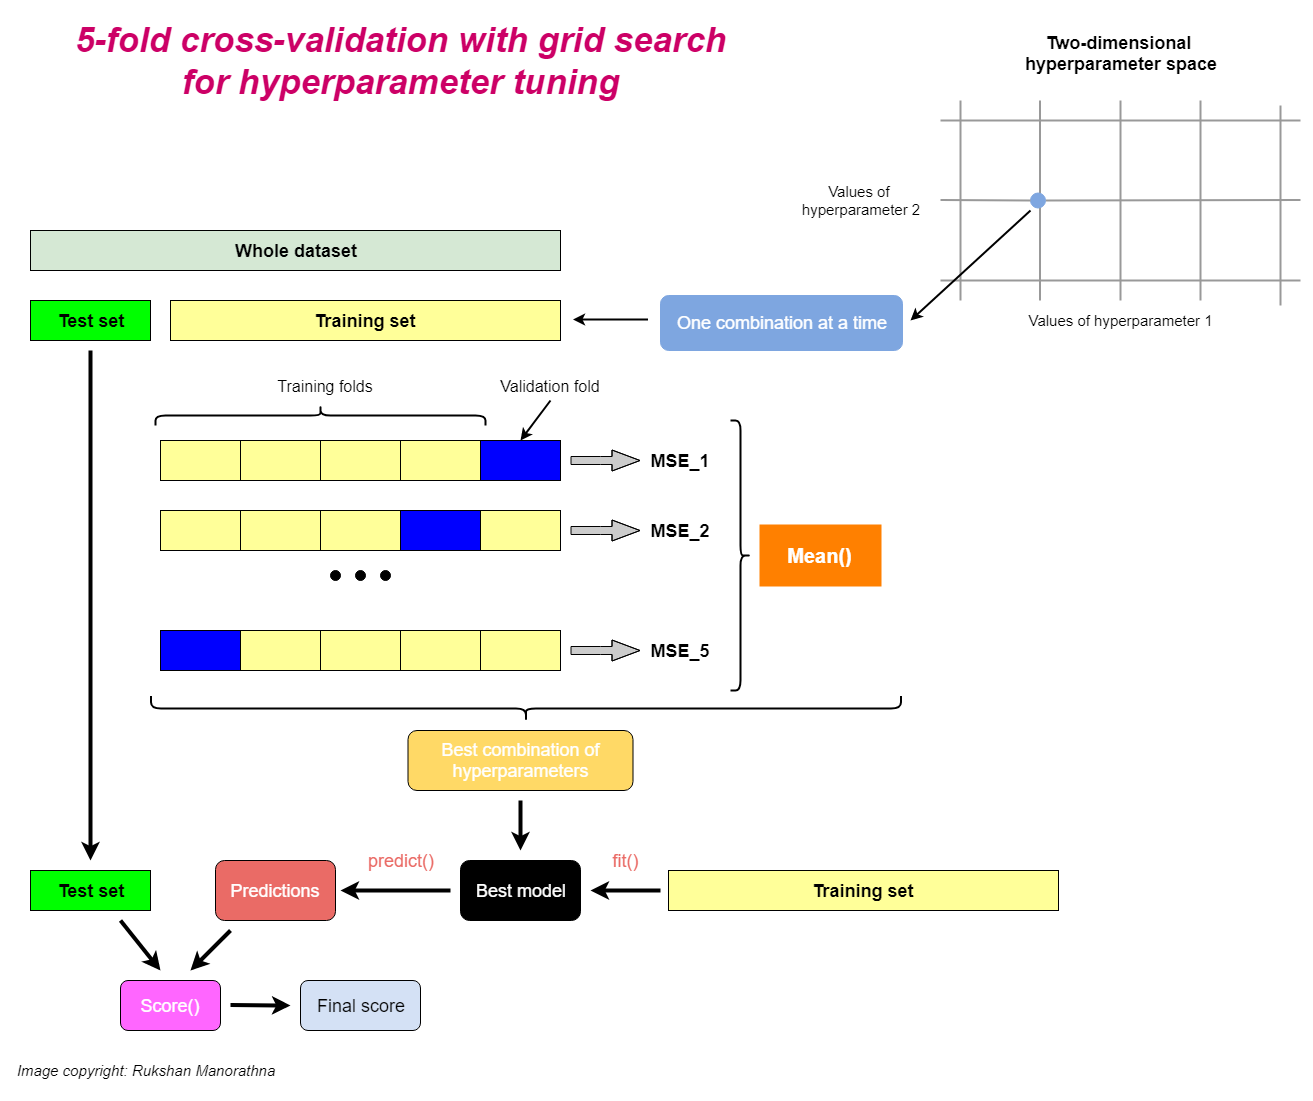 5-fold cross-validation with grid search
for hyperparameter tuning
Two-dimensional
hyperparameter space
Values of
hyperparameter 2
Values of hyperparameter 1
Whole dataset
Test set
Training set
One combination at a time
Training folds
Validation fold
MSE_1
MSE_2
MSE_5
Mean()
Best combination of
hyperparameters
Test set
Predictions
predict()
Best model
fit()
Training set
Score()
Final score
Image copyright: Rukshan Manorathna